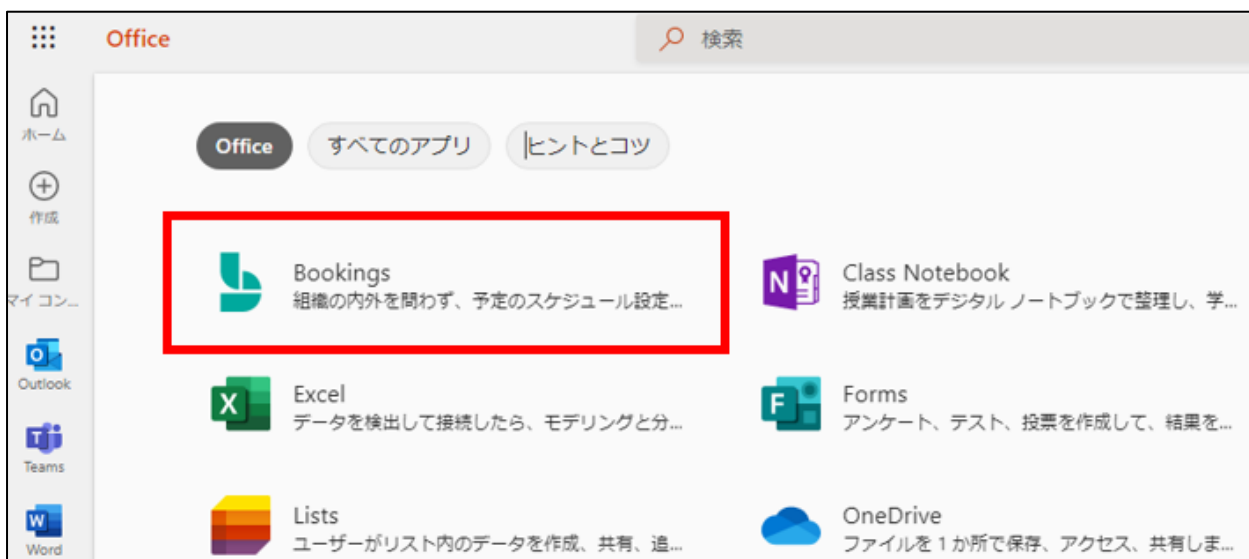 Office
検索
ホーム
作成
マイ コン...
Outlook
Teams
Word
Office
すべてのアプリ
ヒントとコツ
Bookings
組織の内外を問わず、予定のスケジュール設定...
Class Notebook
授業計画をデジタル ノートブックで整理し、学...
Excel
データを検出して接続したら、モデリングと分...
Forms
アンケート、テスト、投票を作成して、結果を...
Lists
ユーザーがリスト内のデータを作成、共有、追...
OneDrive
ファイルを 1 か所で保存、アクセス、共有しま...